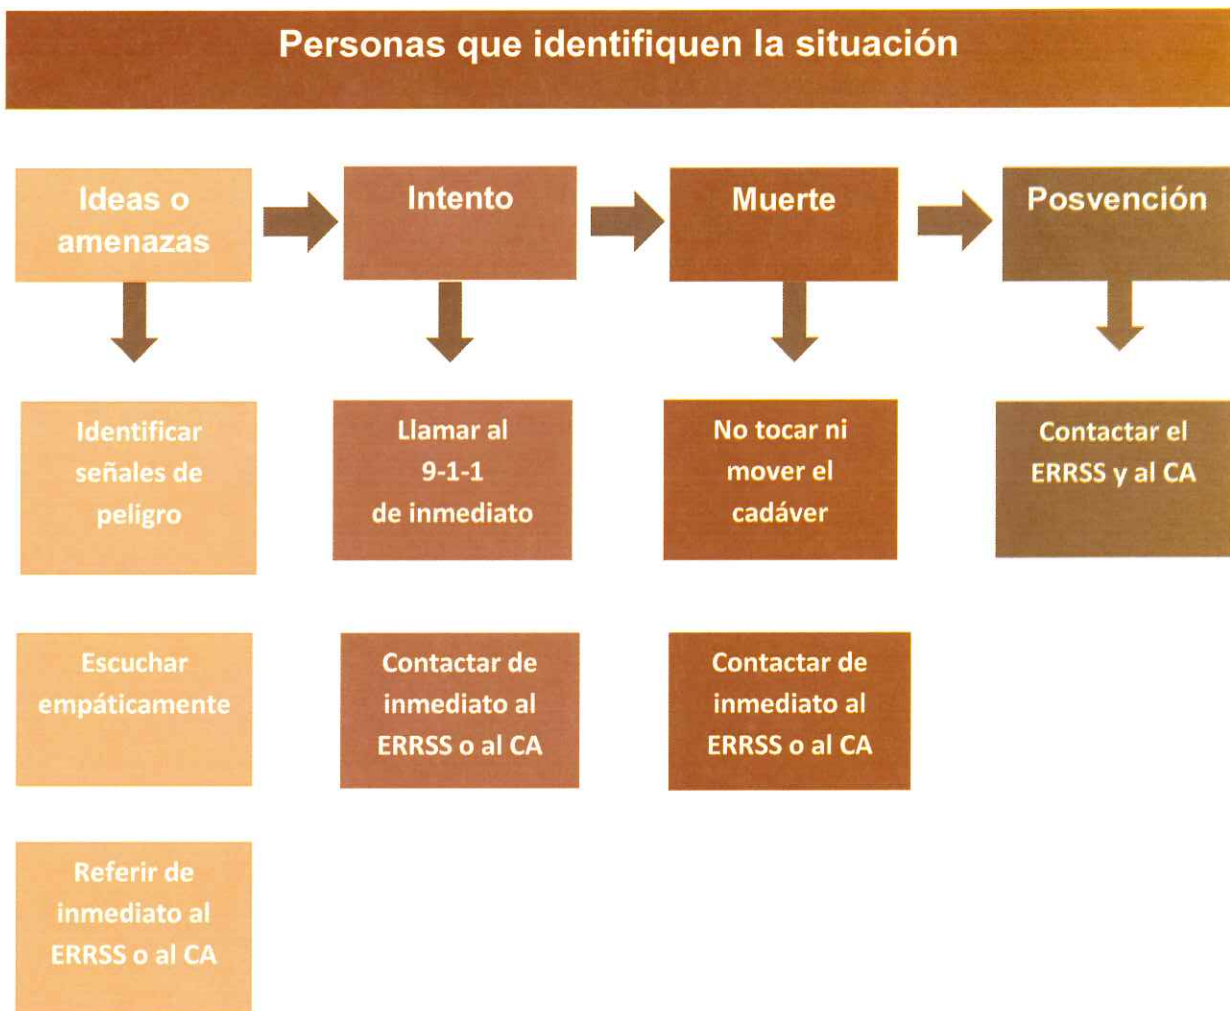 Personas que identifiquen la situación
Ideas o
amenazas
Intento
Muerte
Posvención
Identificar
señales de
peligro
Llamar al
9-1-1
de inmediato
No tocar ni
mover el
cadáver
Contactar el
ERRSS y al CA
Escuchar
empáticamente
Contactar de
inmediato al
ERRSS o al CA
Contactar de
inmediato al
ERRSS o al CA
Referir de
inmediato al
ERRSS o al CA